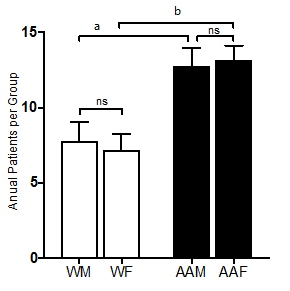 b
a
ns
15
10
ns
5
0
Anual Patients per Group
WM WF AAM AAF